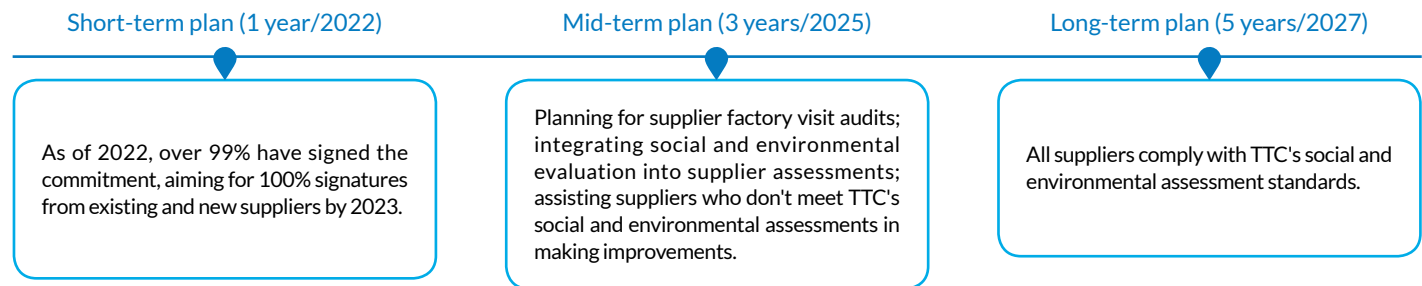 Short-term plan (1 year/2022)
Mid-term plan (3 years/2025)
Long-term plan (5 years/2027)
As of 2022, over 99% have signed the
commitment, aiming for 100% signatures
from existing and new suppliers by 2023.
Planning for supplier factory visit audits;
integrating social and environmental
evaluation into supplier assessments;
assisting suppliers who don't meet TTC's
social and environmental assessments in
making improvements.
All suppliers comply with TTC's social and
environmental assessment standards.